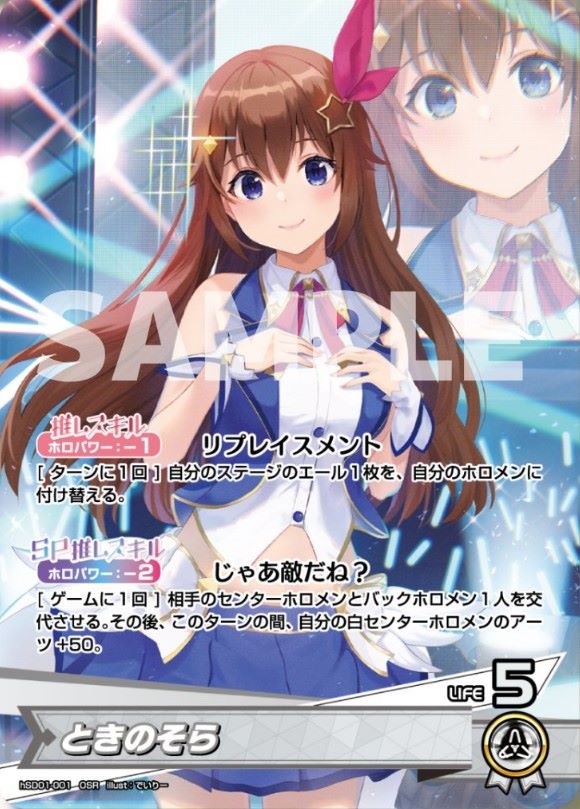 SAMPLE
推しスキル
ホロパワー：－1
リプレイスメント
[ ターンに1回 ] 自分のステージのエール1枚を、自分のホロメンに
付け替える。
SP推しスキル
ホロパワー：－2
じゃあ敵だね？
[ ゲームに1回 ] 相手のセンターホロメンとバックホロメン1人を交
代させる。その後、このターンの間、自分の白センターホロメンのアー
ツ+50。
LIFE 5
ときのそら
hSD01-001 OSR illust：でいりー